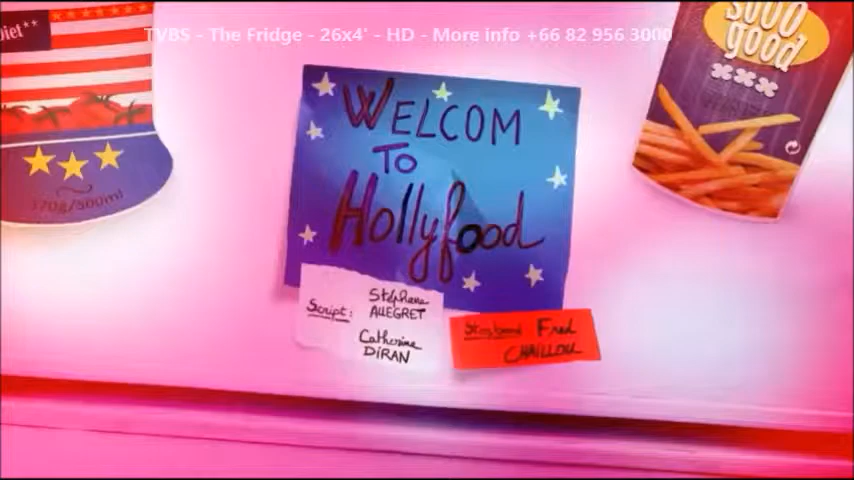 TVBS - The Fridge - 26x4' - HD - More info +66 82 956 3000
Diet**
sooo
good
WELCOM
TO
Hollyfood
170g/500ml
Script:
Stéphane
ALLEGRET
Catherine
DIRAN
Storyboard Fred
CHAILLOU